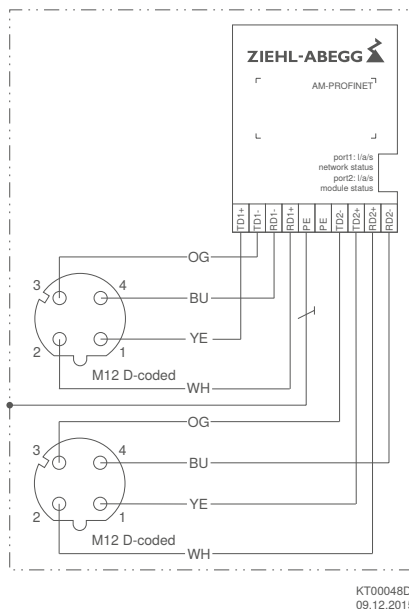 ZIEHL-ABEGG
AM-PROFINET
port1: l/a/s
network status
port2: l/a/s
module status
TD1+ TD1- RD1- RD1+ PE PE TD2- TD2+ RD2+ RD2-
OG
3 4
BU
YE
2 1
M12 D-coded
WH
OG
3 4
BU
YE
2 1
M12 D-coded
WH
KT00048D
09.12.2015